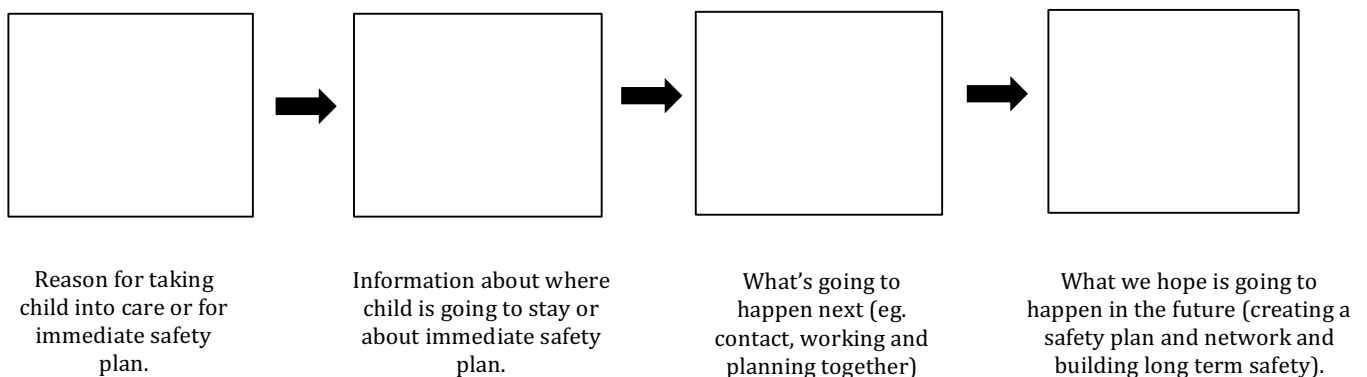 Reason for taking
child into care or for
immediate safety
plan.
Information about where
child is going to stay or
about immediate safety
plan.
What’s going to
happen next (eg.
contact, working and
planning together)
What we hope is going to
happen in the future (creating a
safety plan and network and
building long term safety).